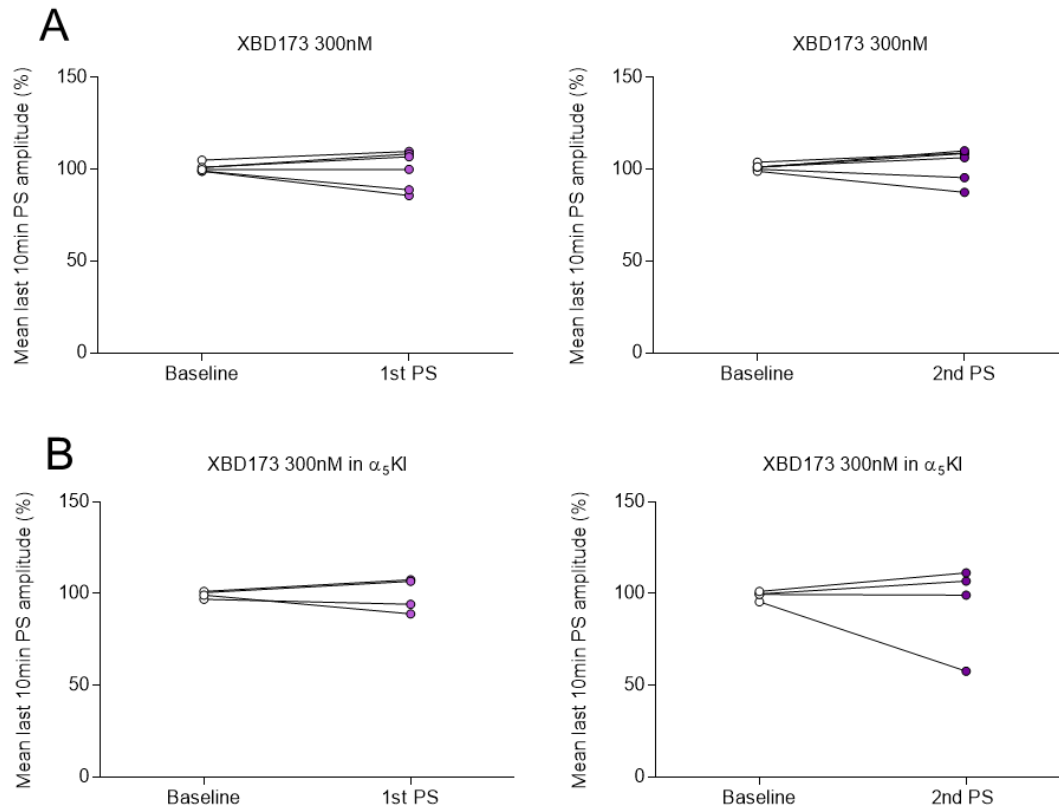 A
XBD173 300nM
Mean last 10min PS amplitude (%)
150
100
50
0
Baseline
1st PS
XBD173 300nM
Mean last 10min PS amplitude (%)
150
100
50
0
Baseline
2nd PS
B
XBD173 300nM in α₅KI
Mean last 10min PS amplitude (%)
150
100
50
0
Baseline
1st PS
XBD173 300nM in α₅KI
Mean last 10min PS amplitude (%)
150
100
50
0
Baseline
2nd PS